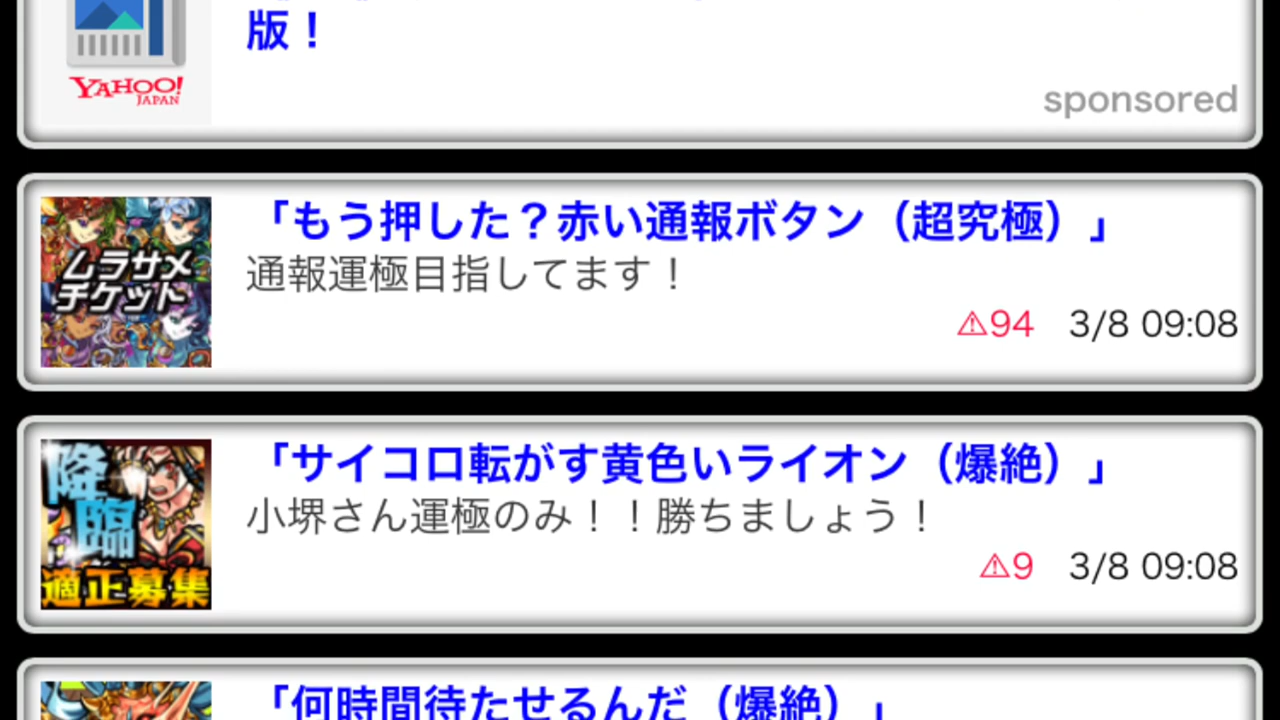 版！
YAHOO!
JAPAN
sponsored
「もう押した？赤い通報ボタン（超究極）」
ムラサメ
チケット
通報運極目指してます！
⚠94 3/8 09:08
「サイコロ転がす黄色いライオン（爆絶）」
降臨
適正募集
小堺さん運極のみ！！勝ちましょう！
⚠9 3/8 09:08
「何時間待たせるんだ（爆絶）」